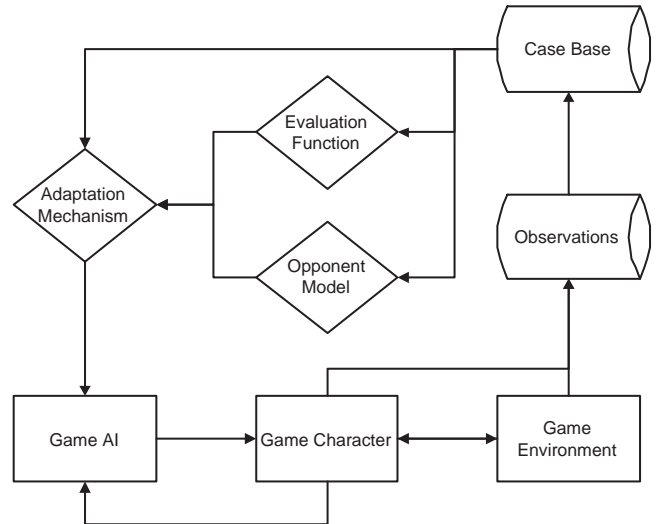 Case Base
Evaluation
Function
Adaptation
Mechanism
Observations
Opponent
Model
Game AI
Game Character
Game
Environment